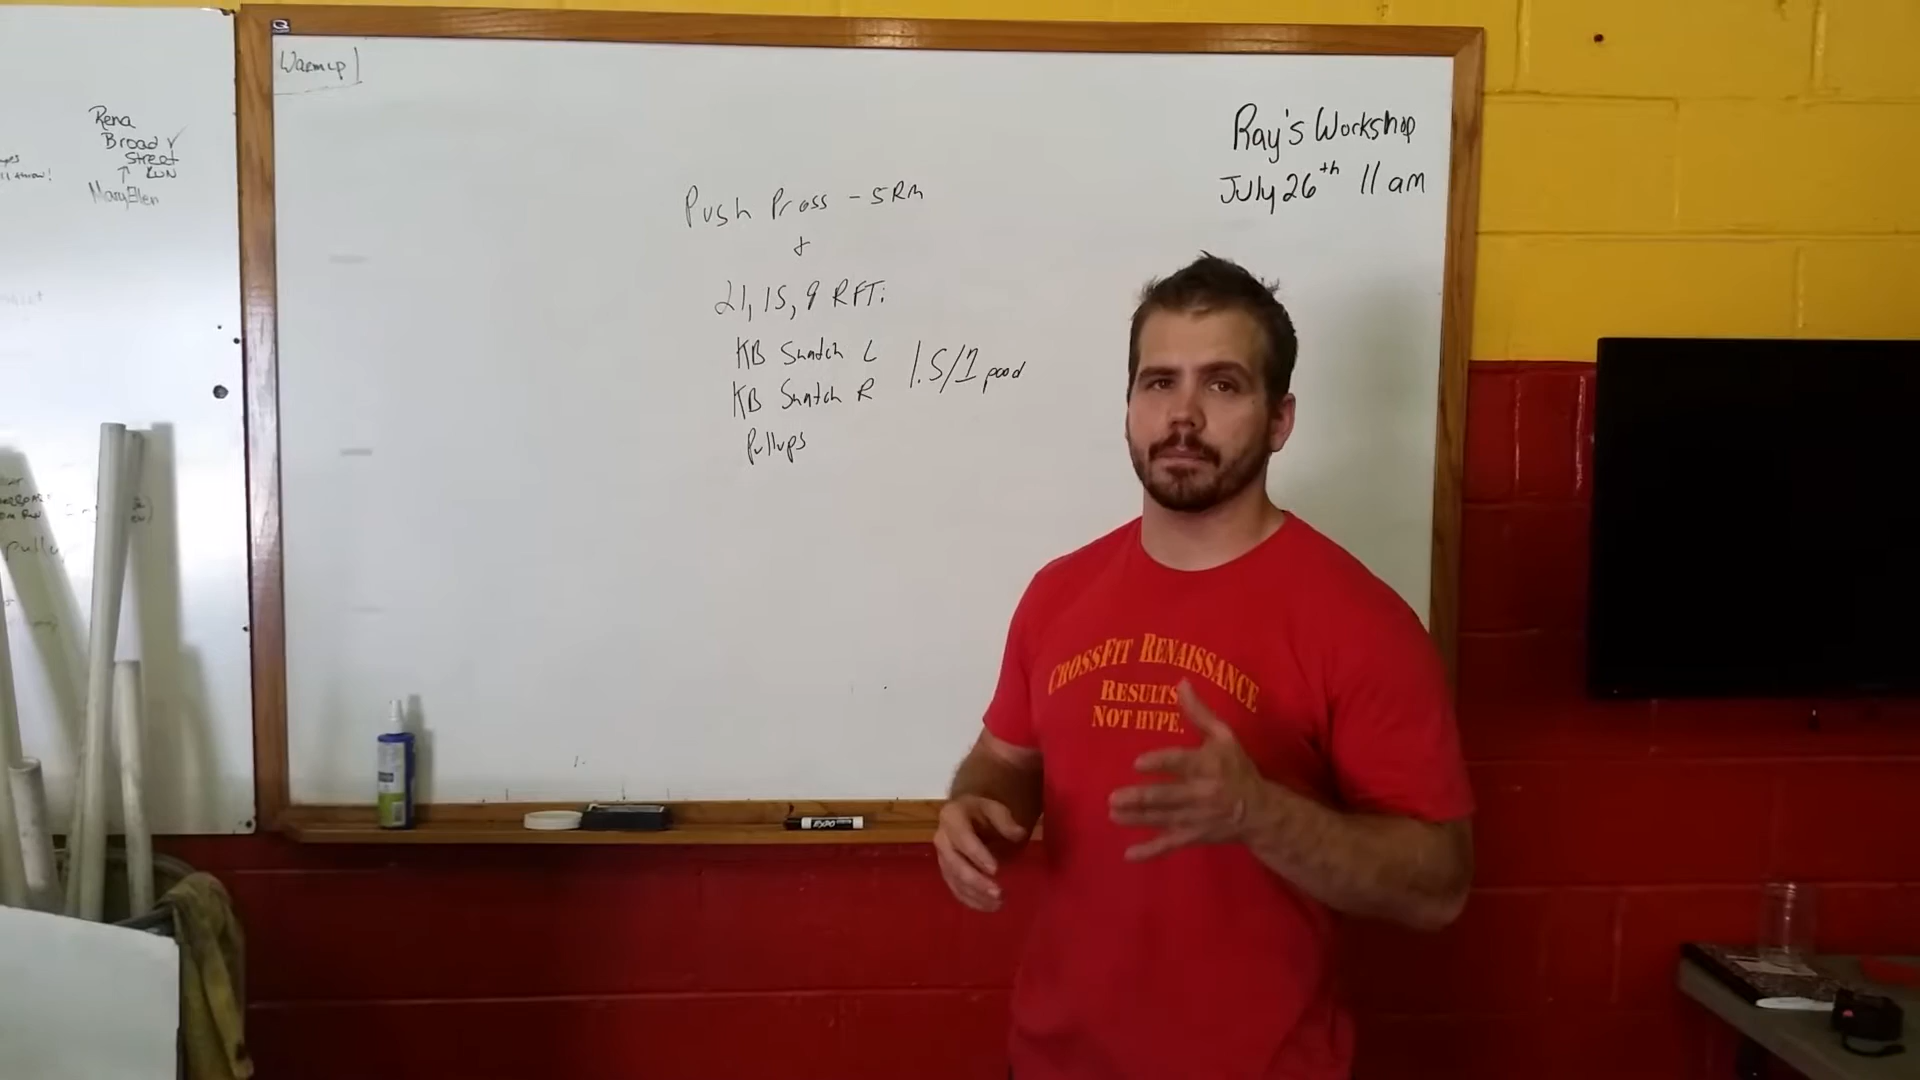 Warmup
Rena
Broad √
Street
RUN
↑
MaryEllen
Ray's Workshop
July 26th 11 am
Push Press - 5RM
+
21, 15, 9 RFT:
KB Snatch L
KB Snatch R
1.5/1 pood
Pullups
CrossFit Renaissance
Results.
Not hype.
EXPO